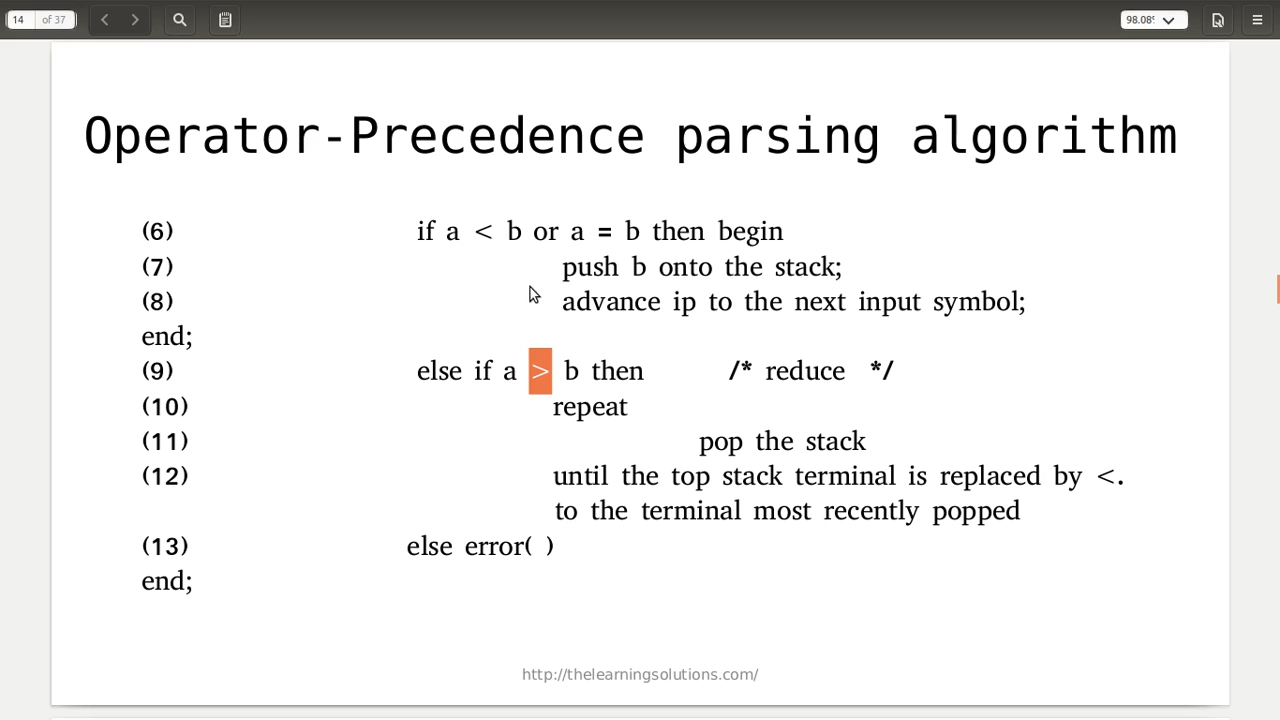 14 of 37 98.08%
Operator-Precedence parsing algorithm
(6) if a < b or a = b then begin
(7) push b onto the stack;
(8) advance ip to the next input symbol;
end;
(9) else if a > b then /* reduce */
(10) repeat
(11) pop the stack
(12) until the top stack terminal is replaced by <.
to the terminal most recently popped
(13) else error( )
end;
http://thelearningsolutions.com/